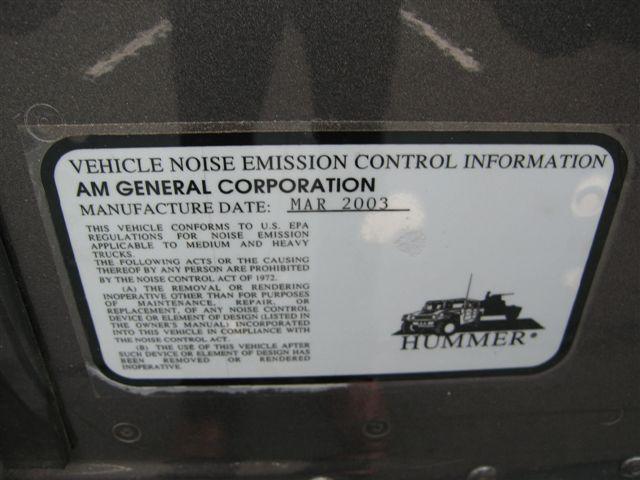 VEHICLE NOISE EMISSION CONTROL INFORMATION
AM GENERAL CORPORATION
MANUFACTURE DATE: MAR 2003
THIS VEHICLE CONFORMS TO U.S. EPA
REGULATIONS FOR NOISE EMISSION
APPLICABLE TO MEDIUM AND HEAVY
TRUCKS.
THE FOLLOWING ACTS OR THE CAUSING
THEREOF BY ANY PERSON ARE PROHIBITED
BY THE NOISE CONTROL ACT OF 1972.
(A) THE REMOVAL OR RENDERING
INOPERATIVE OTHER THAN FOR PURPOSES
OF MAINTENANCE, REPAIR, OR
REPLACEMENT, OF ANY NOISE CONTROL
DEVICE OR ELEMENT OF DESIGN (LISTED IN
THE OWNER'S MANUAL) INCORPORATED
INTO THIS VEHICLE IN COMPLIANCE WITH
THE NOISE CONTROL ACT.
(B) THE USE OF THIS VEHICLE AFTER
SUCH DEVICE OR ELEMENT OF DESIGN HAS
BEEN REMOVED OR RENDERED
INOPERATIVE.
HUMMER®